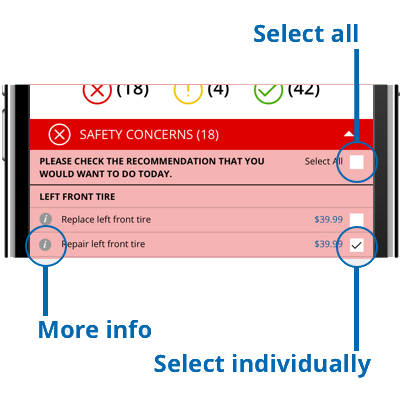 Select all
(18) (4) (42)
SAFETY CONCERNS (18)
PLEASE CHECK THE RECOMMENDATION THAT YOU
WOULD WANT TO DO TODAY.
Select All
LEFT FRONT TIRE
Replace left front tire $39.99
Repair left front tire $39.99
More info
Select individually